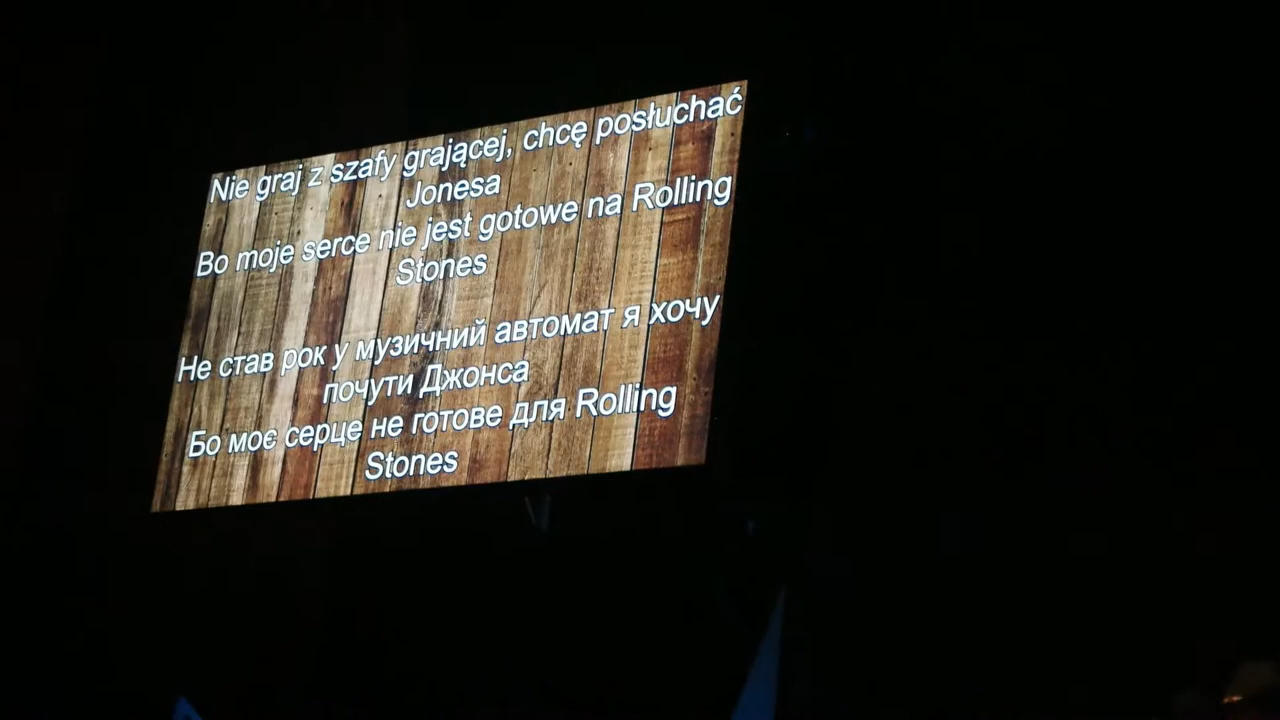 Nie graj z szafy grającej, chcę posłuchać
Jonesa
Bo moje serce nie jest gotowe na Rolling
Stones
Не став рок у музичний автомат я хочу
почути Джонса
Бо моє серце не готове для Rolling
Stones